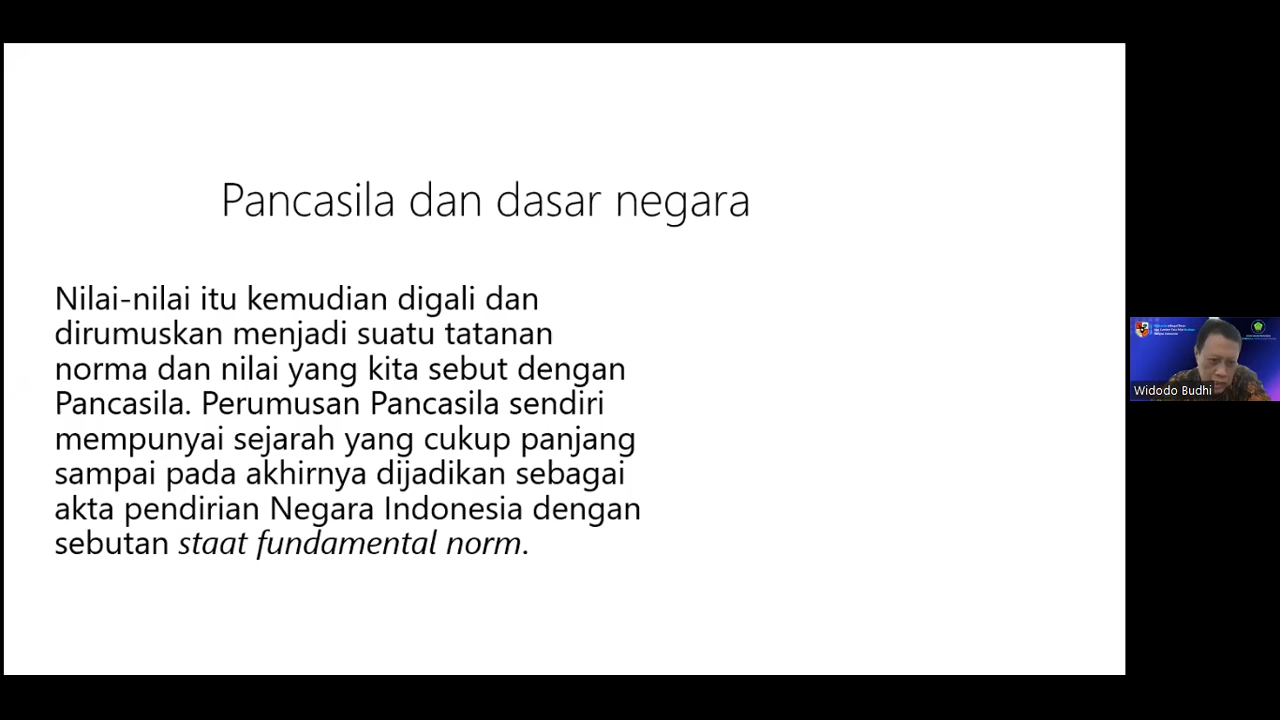 Pancasila dan dasar negara
Nilai-nilai itu kemudian digali dan
dirumuskan menjadi suatu tatanan
norma dan nilai yang kita sebut dengan
Pancasila. Perumusan Pancasila sendiri
mempunyai sejarah yang cukup panjang
sampai pada akhirnya dijadikan sebagai
akta pendirian Negara Indonesia dengan
sebutan staat fundamental norm.
Widodo Budhi